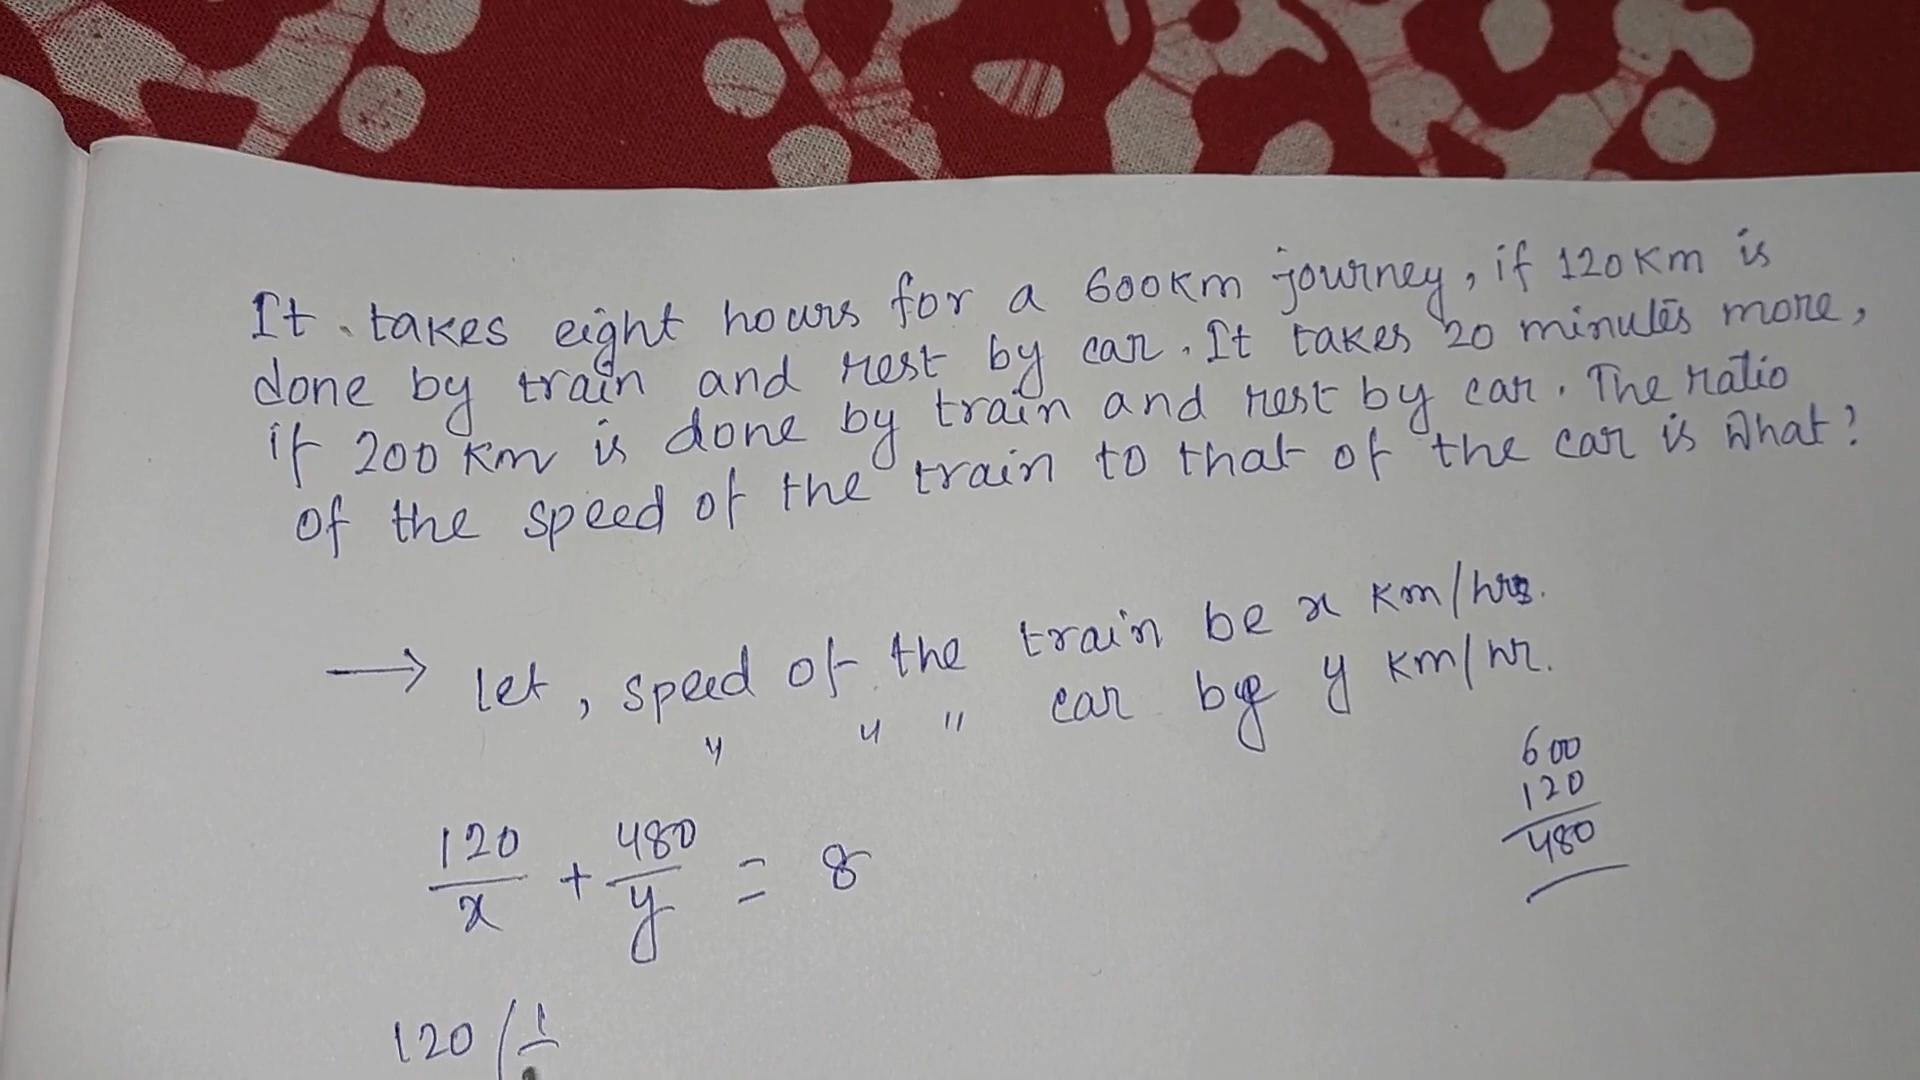 It takes eight hours for a 600km journey, if 120km is
done by train and rest by car. It takes 20 minutes more,
if 200 km is done by train and rest by car. The ratio
of the speed of the train to that of the car is What?
→ let, speed of the train be x km/hrs.
" " " car be y km/hr.
600
120
480
120/x + 480/y = 8
120 (1